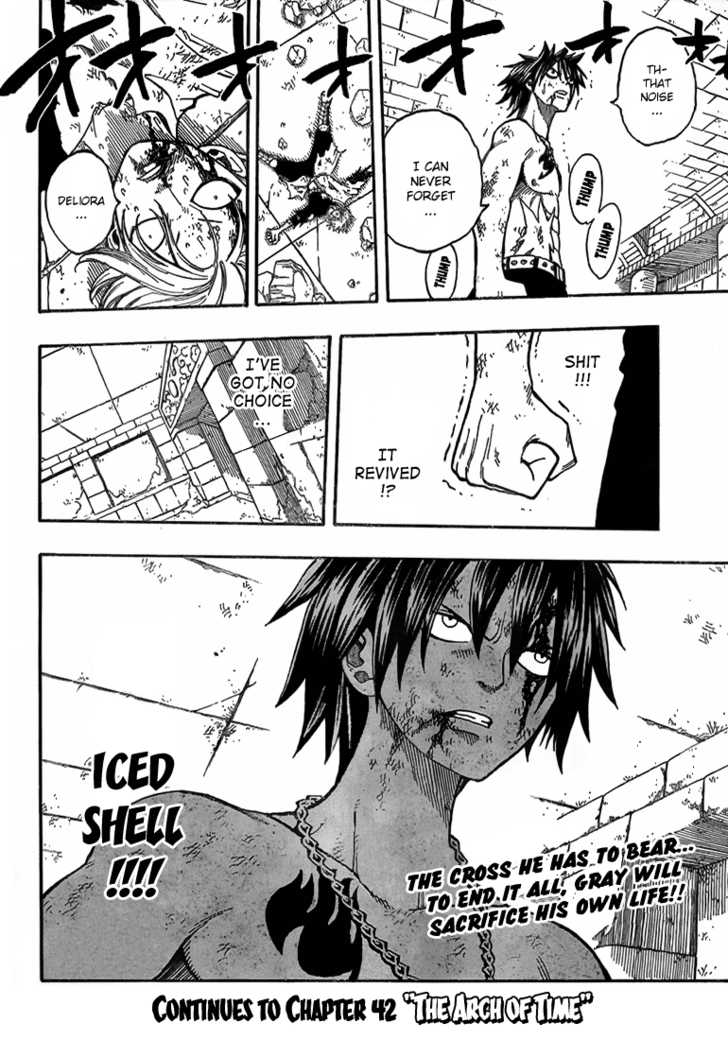 オオオオオオオ
TH-
THAT
NOISE
...
THUMP
THUMP
I CAN
NEVER
FORGET
...
THUMP
DELIORA
...
SHIT
!!!
IT
REVIVED
!?
I'VE
GOT NO
CHOICE
...
ICED
SHELL
!!!!
THE CROSS HE HAS TO BEAR...
TO END IT ALL, GRAY WILL
SACRIFICE HIS OWN LIFE!!
CONTINUES TO CHAPTER 42 "THE ARCH OF TIME"